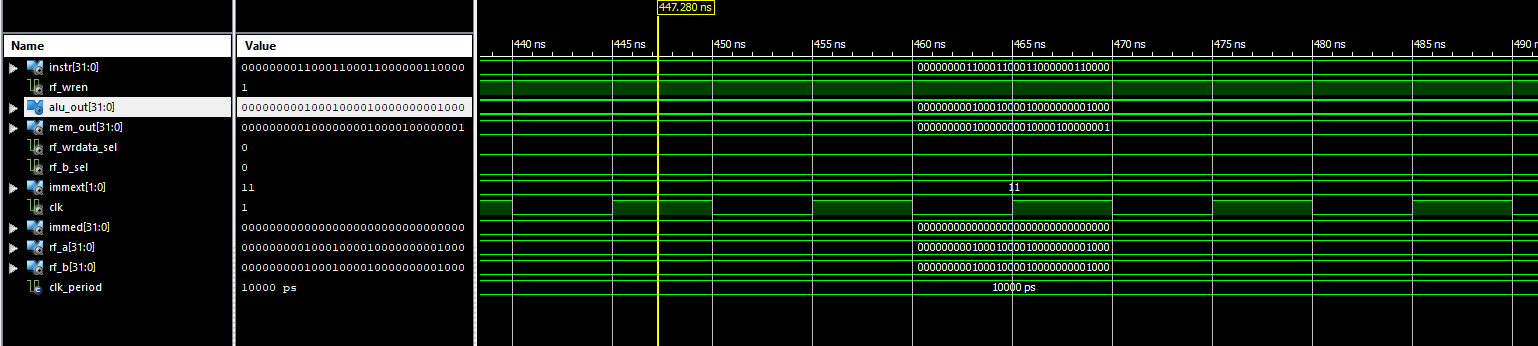 447.280 ns
Name Value 440 ns 445 ns 450 ns 455 ns 460 ns 465 ns 470 ns 475 ns 480 ns 485 ns 490 ns
instr[31:0] 00000000110001100011000000110000 00000000110001100011000000110000
rf_wren 1
alu_out[31:0] 00000000010001000010000000001000 00000000010001000010000000001000
mem_out[31:0] 00000000010000000010000100000001 00000000010000000010000100000001
rf_wrdata_sel 0
rf_b_sel 0
immext[1:0] 11 11
clk 1
immed[31:0] 00000000000000000000000000000000 00000000000000000000000000000000
rf_a[31:0] 00000000010001000010000000001000 00000000010001000010000000001000
rf_b[31:0] 00000000010001000010000000001000 00000000010001000010000000001000
clk_period 10000 ps 10000 ps